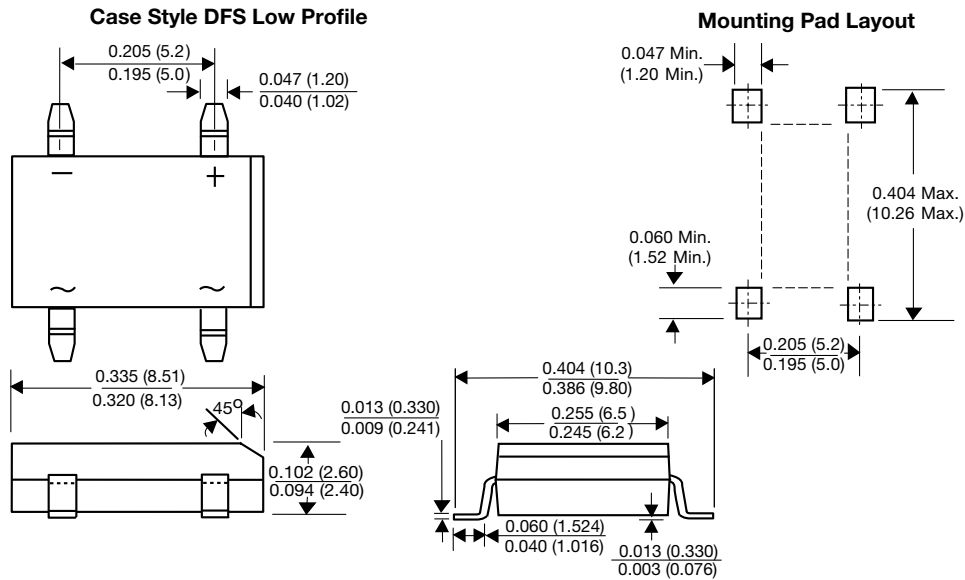 Case Style DFS Low Profile
0.205 (5.2)
0.195 (5.0)
0.047 (1.20)
0.040 (1.02)
− +
~ ~
0.335 (8.51)
0.320 (8.13)
45°
0.013 (0.330)
0.009 (0.241)
0.102 (2.60)
0.094 (2.40)
Mounting Pad Layout
0.047 Min.
(1.20 Min.)
0.404 Max.
(10.26 Max.)
0.060 Min.
(1.52 Min.)
0.205 (5.2)
0.195 (5.0)
0.404 (10.3)
0.386 (9.80)
0.255 (6.5)
0.245 (6.2)
0.060 (1.524)
0.040 (1.016)
0.013 (0.330)
0.003 (0.076)